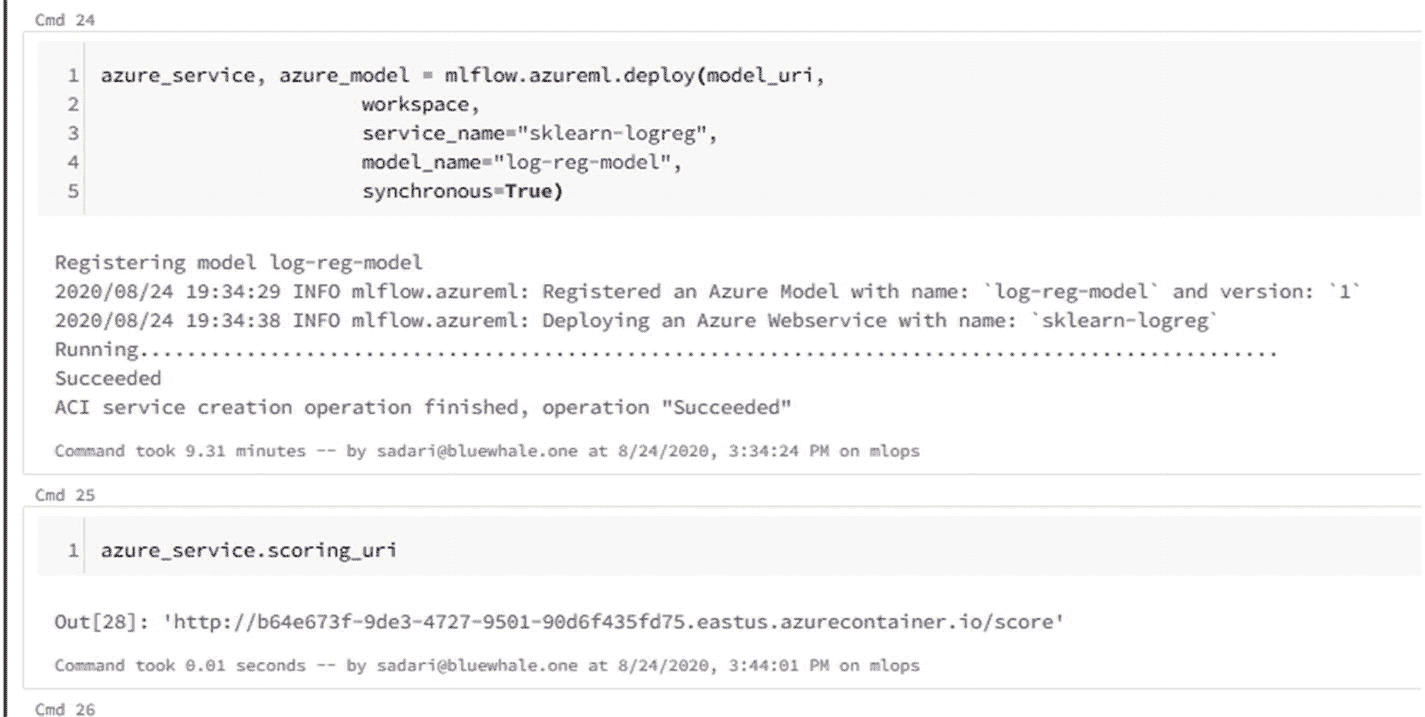 Cmd 24
1 azure_service, azure_model = mlflow.azureml.deploy(model_uri,
2 workspace,
3 service_name="sklearn-logreg",
4 model_name="log-reg-model",
5 synchronous=True)
Registering model log-reg-model
2020/08/24 19:34:29 INFO mlflow.azureml: Registered an Azure Model with name: `log-reg-model` and version: `1`
2020/08/24 19:34:38 INFO mlflow.azureml: Deploying an Azure Webservice with name: `sklearn-logreg`
Running................................................................................................
Succeeded
ACI service creation operation finished, operation "Succeeded"
Command took 9.31 minutes -- by sadari@bluewhale.one at 8/24/2020, 3:34:24 PM on mlops
Cmd 25
1 azure_service.scoring_uri
Out[28]: 'http://b64e673f-9de3-4727-9501-90d6f435fd75.eastus.azurecontainer.io/score'
Command took 0.01 seconds -- by sadari@bluewhale.one at 8/24/2020, 3:44:01 PM on mlops
Cmd 26